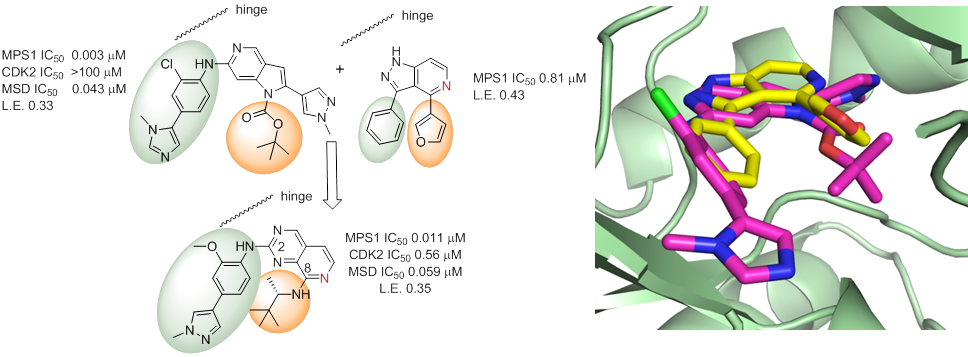 hinge
hinge
MPS1 IC50 0.003 µM
CDK2 IC50 >100 µM
MSD IC50 0.043 µM
L.E. 0.33
Cl
HN
N
N
N
N
N
N
O
O
+
H
N
N
N
O
MPS1 IC50 0.81 µM
L.E. 0.43
hinge
O
HN
N
2
N
8
N
NH
N
N
MPS1 IC50 0.011 µM
CDK2 IC50 0.56 µM
MSD IC50 0.059 µM
L.E. 0.35